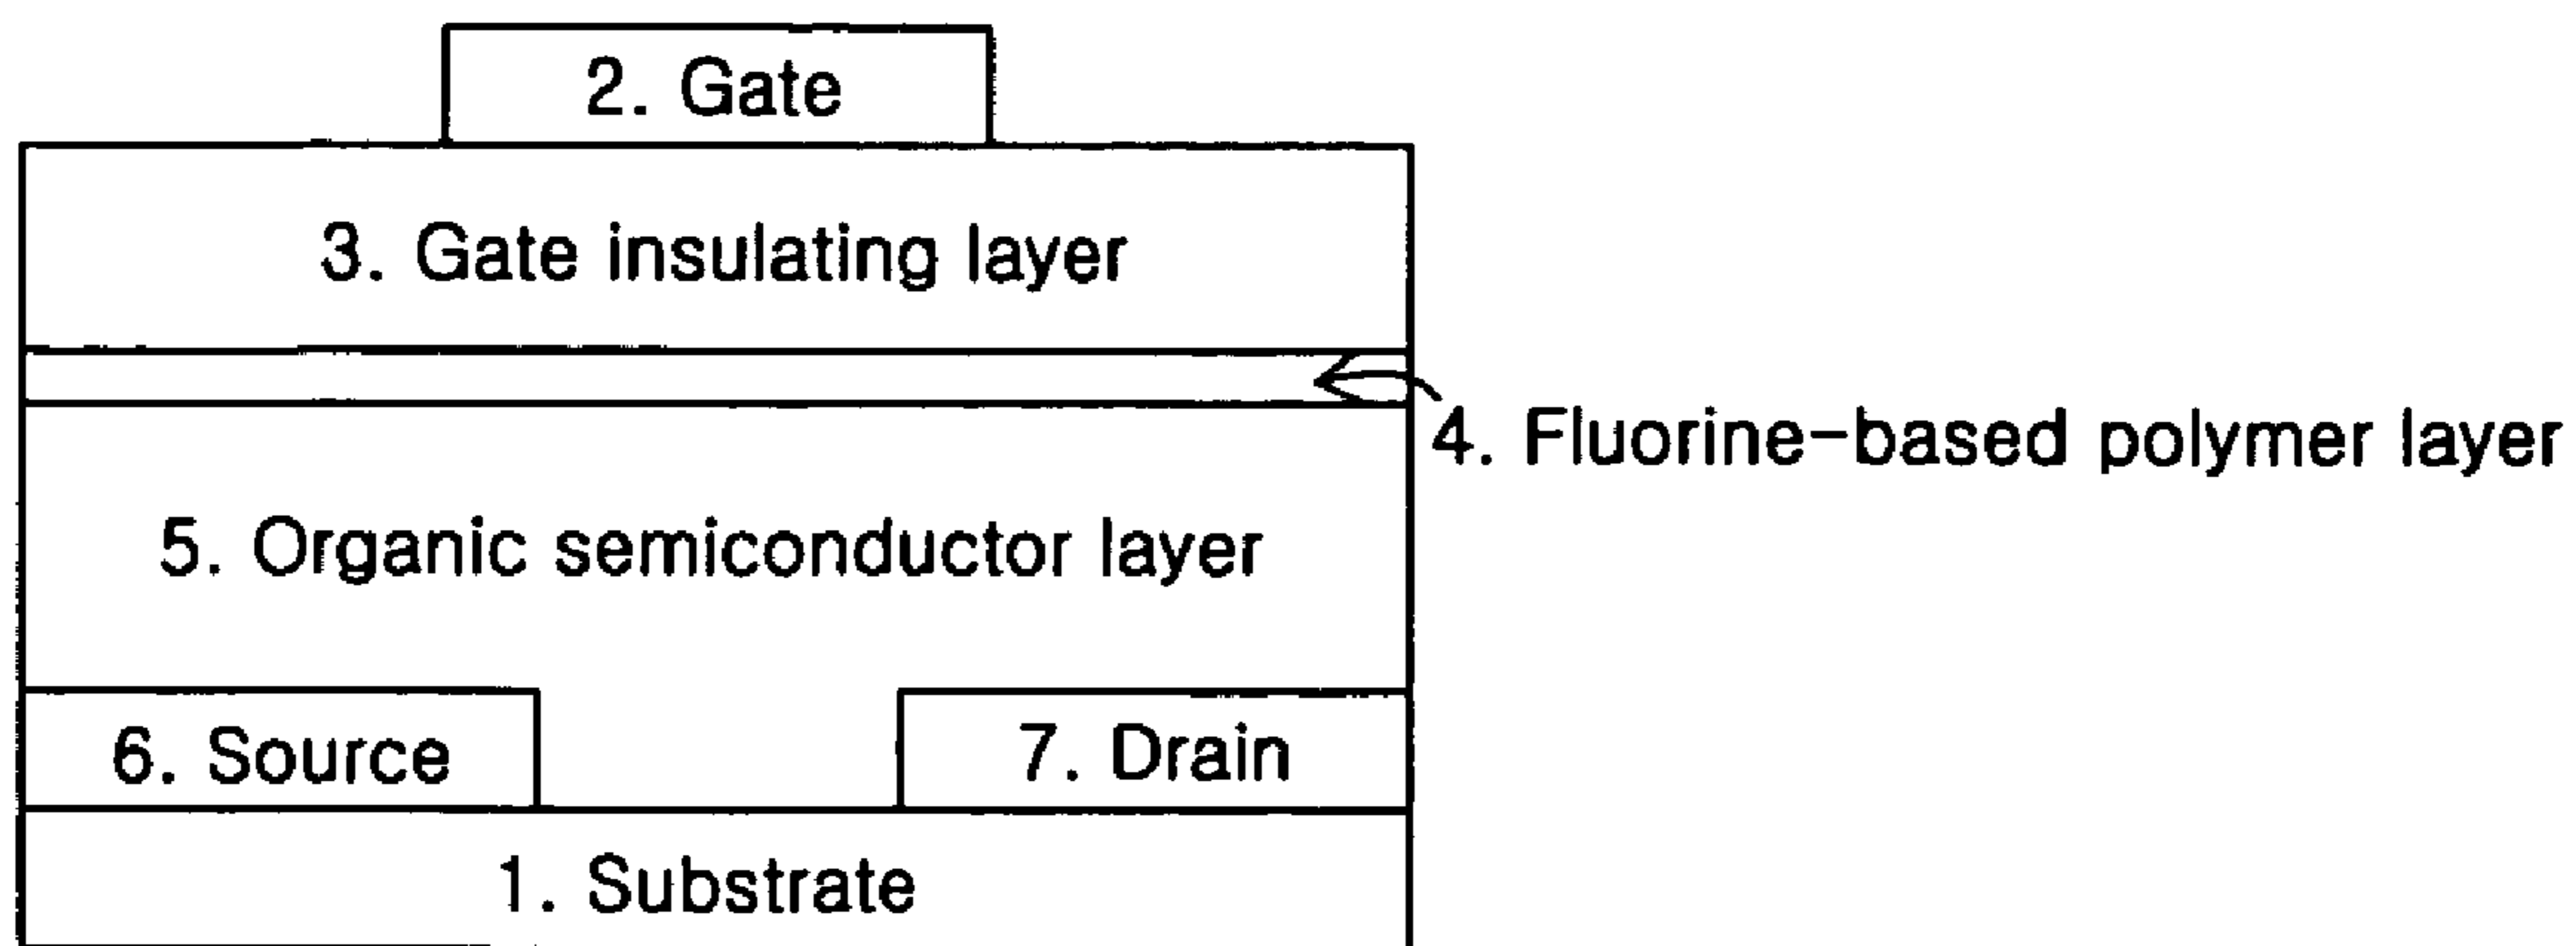 2. Gate
3. Gate insulating layer
4. Fluorine-based polymer layer
5. Organic semiconductor layer
6. Source
7. Drain
1. Substrate